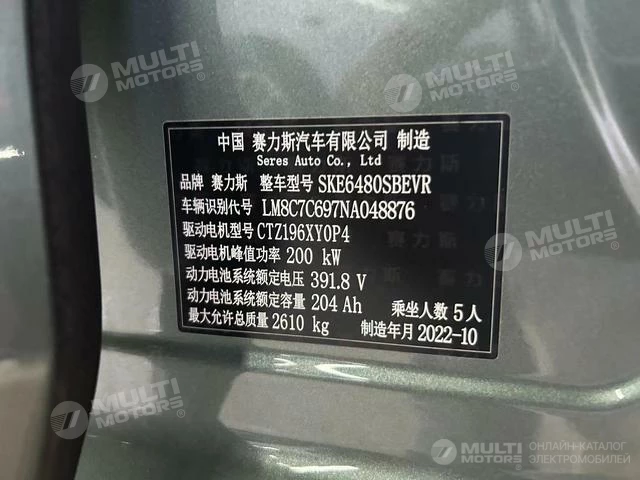 MULTI
MOTORS
MULTI
MOTORS
中国 赛力斯汽车有限公司 制造
Seres Auto Co., Ltd
品牌 赛力斯 整车型号 SKE6480SBEVR
车辆识别代号 LM8C7C697NA048876
驱动电机型号 CTZ196XY0P4
驱动电机峰值功率 200 kW
动力电池系统额定电压 391.8 V
动力电池系统额定容量 204 Ah 乘坐人数 5人
最大允许总质量 2610 kg 制造年月 2022-10
MULTI
MOTORS
MULTI
MOTORS
MULTI
MOTORS
ОНЛАЙН-КАТАЛОГ
ЭЛЕКТРОМОБИЛЕЙ